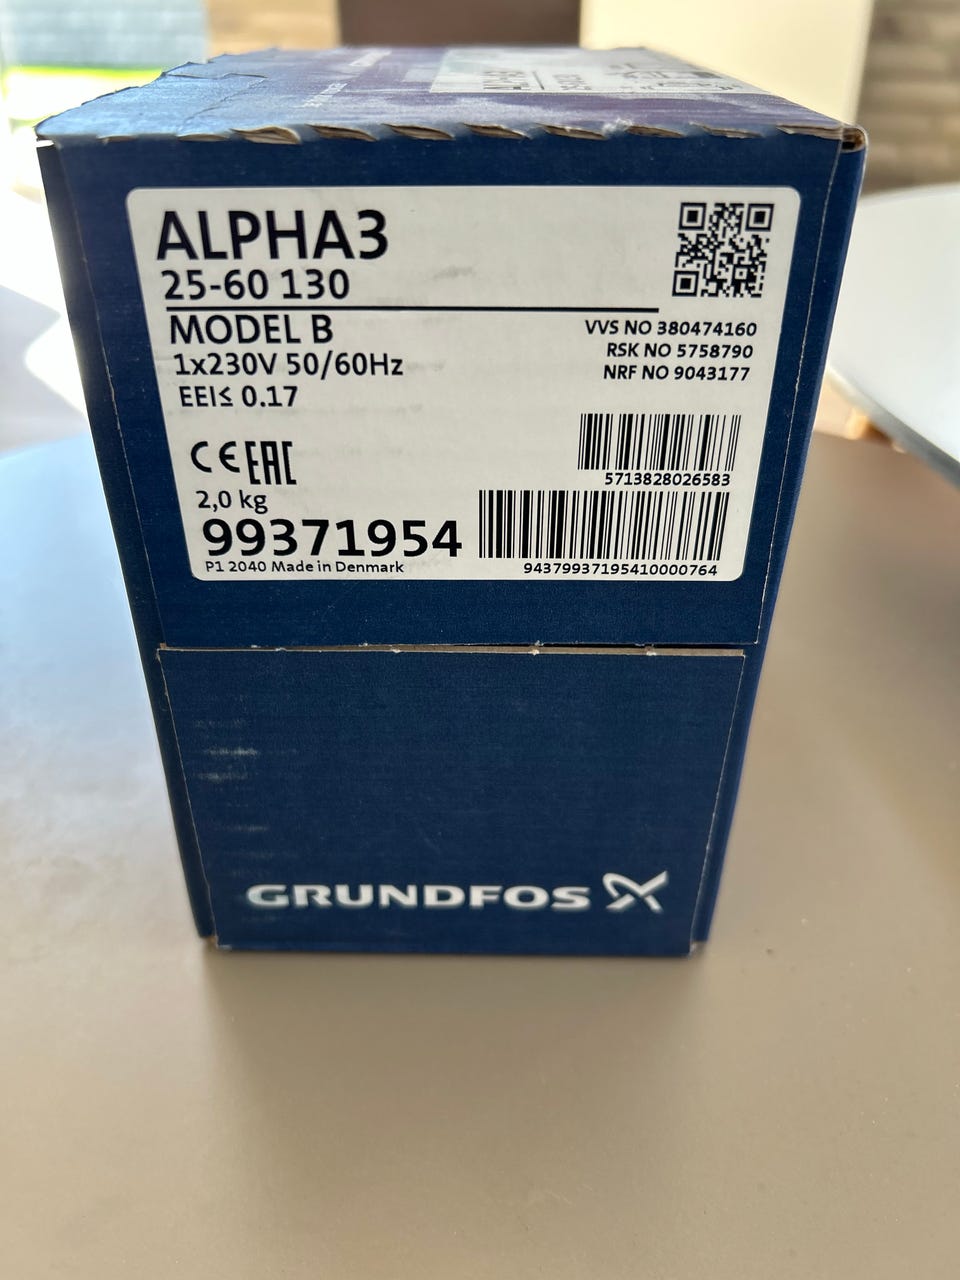 ALPHA3
25-60 130
MODEL B
1x230V 50/60Hz
EEI≤ 0.17
VVS NO 380474160
RSK NO 5758790
NRF NO 9043177
CE EAC
5713828026583
2,0 kg
99371954
P1 2040 Made in Denmark
94379937195410000764
GRUNDFOS